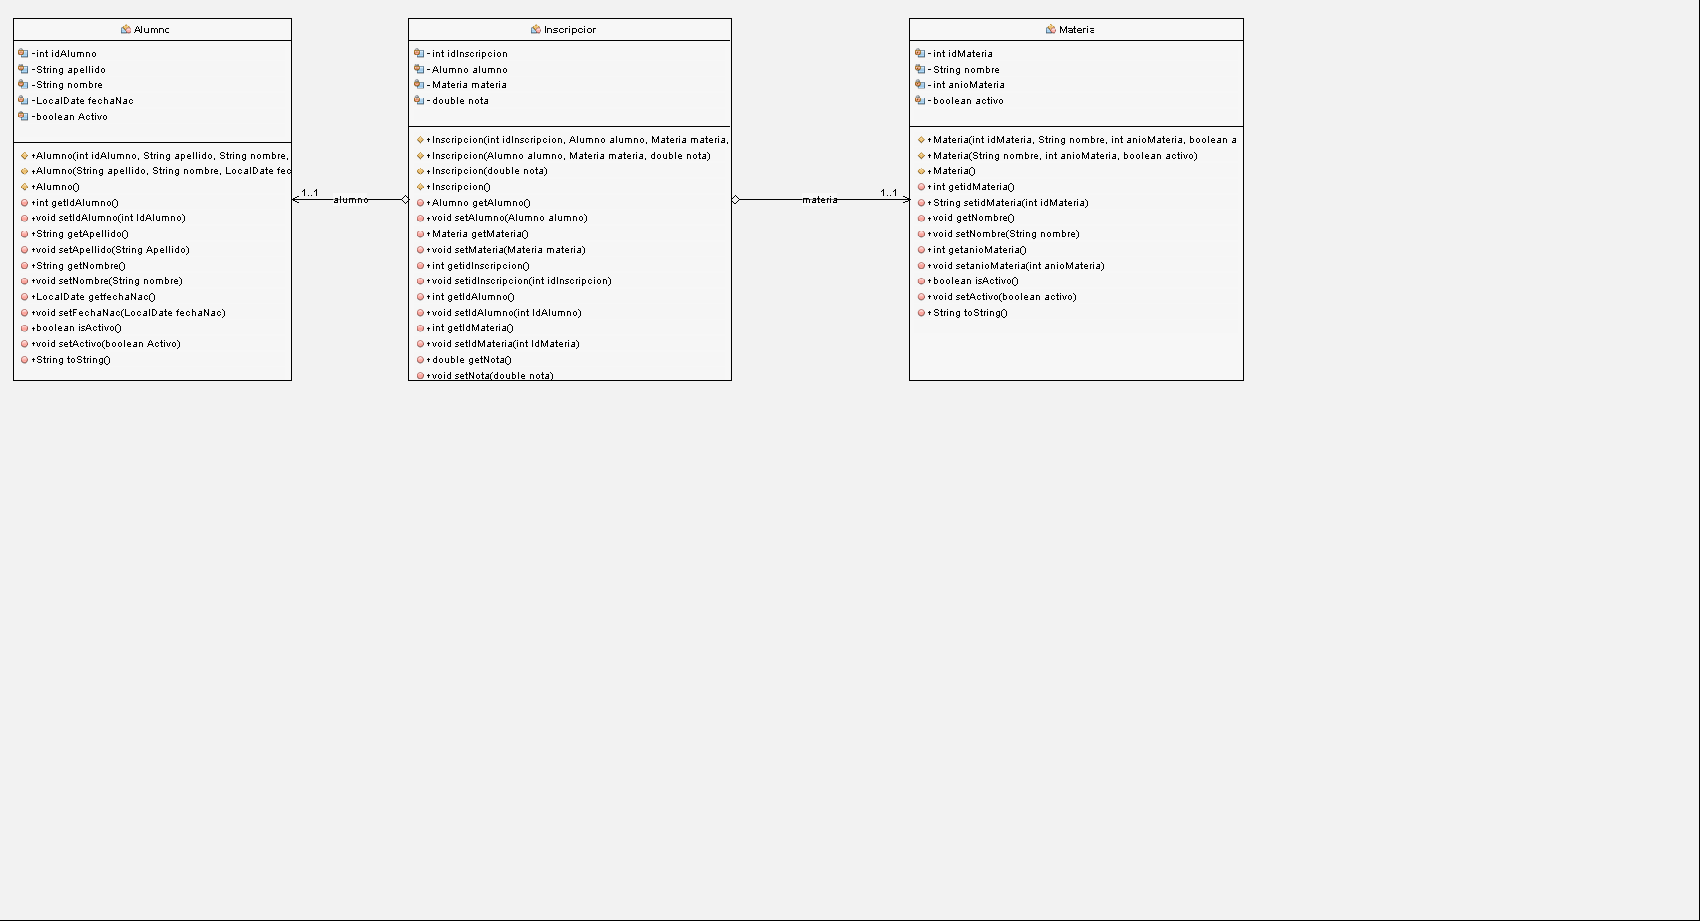 Alumno
-int idAlumno
-String apellido
-String nombre
-LocalDate fechaNac
-boolean Activo
+Alumno(int idAlumno, String apellido, String nombre,
+Alumno(String apellido, String nombre, LocalDate fec
+Alumno()
+int getIdAlumno()
+void setIdAlumno(int IdAlumno)
+String getApellido()
+void setApellido(String Apellido)
+String getNombre()
+void setNombre(String nombre)
+LocalDate getfechaNac()
+void setFechaNac(LocalDate fechaNac)
+boolean isActivo()
+void setActivo(boolean Activo)
+String toString()
1..1
alumno
Inscripcior
-int idInscripcion
-Alumno alumno
-Materia materia
-double nota
+Inscripcion(int idInscripcion, Alumno alumno, Materia materia,
+Inscripcion(Alumno alumno, Materia materia, double nota)
+Inscripcion(double nota)
+Inscripcion()
+Alumno getAlumno()
+void setAlumno(Alumno alumno)
+Materia getMateria()
+void setMateria(Materia materia)
+int getidInscripcion()
+void setidInscripcion(int idInscripcion)
+int getIdAlumno()
+void setIdAlumno(int IdAlumno)
+int getIdMateria()
+void setIdMateria(int IdMateria)
+double getNota()
+void setNota(double nota)
materia
1..1
Materia
-int idMateria
-String nombre
-int anioMateria
-boolean activo
+Materia(int idMateria, String nombre, int anioMateria, boolean a
+Materia(String nombre, int anioMateria, boolean activo)
+Materia()
+int getidMateria()
+String setidMateria(int idMateria)
+void getNombre()
+void setNombre(String nombre)
+int getanioMateria()
+void setanioMateria(int anioMateria)
+boolean isActivo()
+void setActivo(boolean activo)
+String toString()